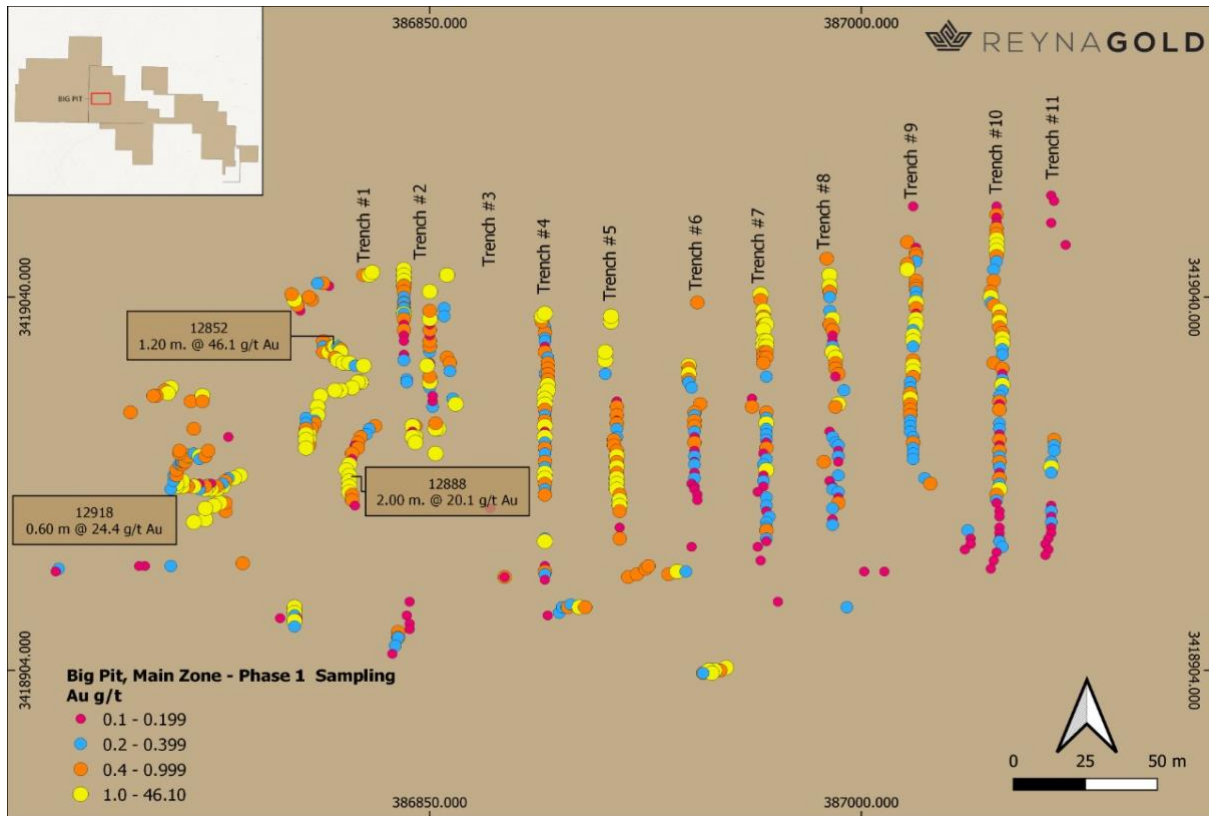 386850.000
387000.000
REYNAGOLD
BIG PIT
Trench #1
Trench #2
Trench #3
Trench #4
Trench #5
Trench #6
Trench #7
Trench #8
Trench #9
Trench #10
Trench #11
3419040.000
3419040.000
12852
1.20 m. @ 46.1 g/t Au
12888
2.00 m. @ 20.1 g/t Au
12918
0.60 m @ 24.4 g/t Au
3418904.000
3418904.000
Big Pit, Main Zone - Phase 1 Sampling
Au g/t
0.1 - 0.199
0.2 - 0.399
0.4 - 0.999
1.0 - 46.10
0 25 50 m
386850.000
387000.000